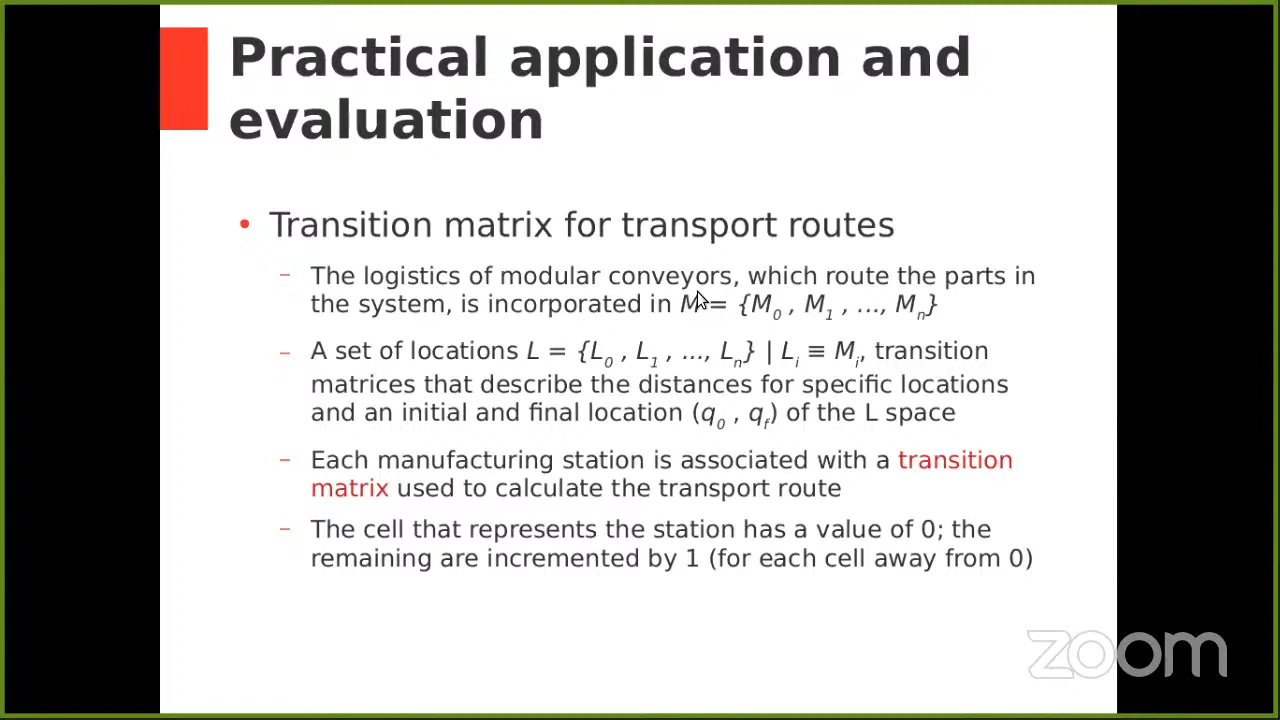 Practical application and
evaluation
• Transition matrix for transport routes
– The logistics of modular conveyors, which route the parts in
the system, is incorporated in M = {M0 , M1 , ..., Mn}
– A set of locations L = {L0 , L1 , ..., Ln} | Li ≡ Mi, transition
matrices that describe the distances for specific locations
and an initial and final location (q0 , qf) of the L space
– Each manufacturing station is associated with a transition
matrix used to calculate the transport route
– The cell that represents the station has a value of 0; the
remaining are incremented by 1 (for each cell away from 0)
zoom